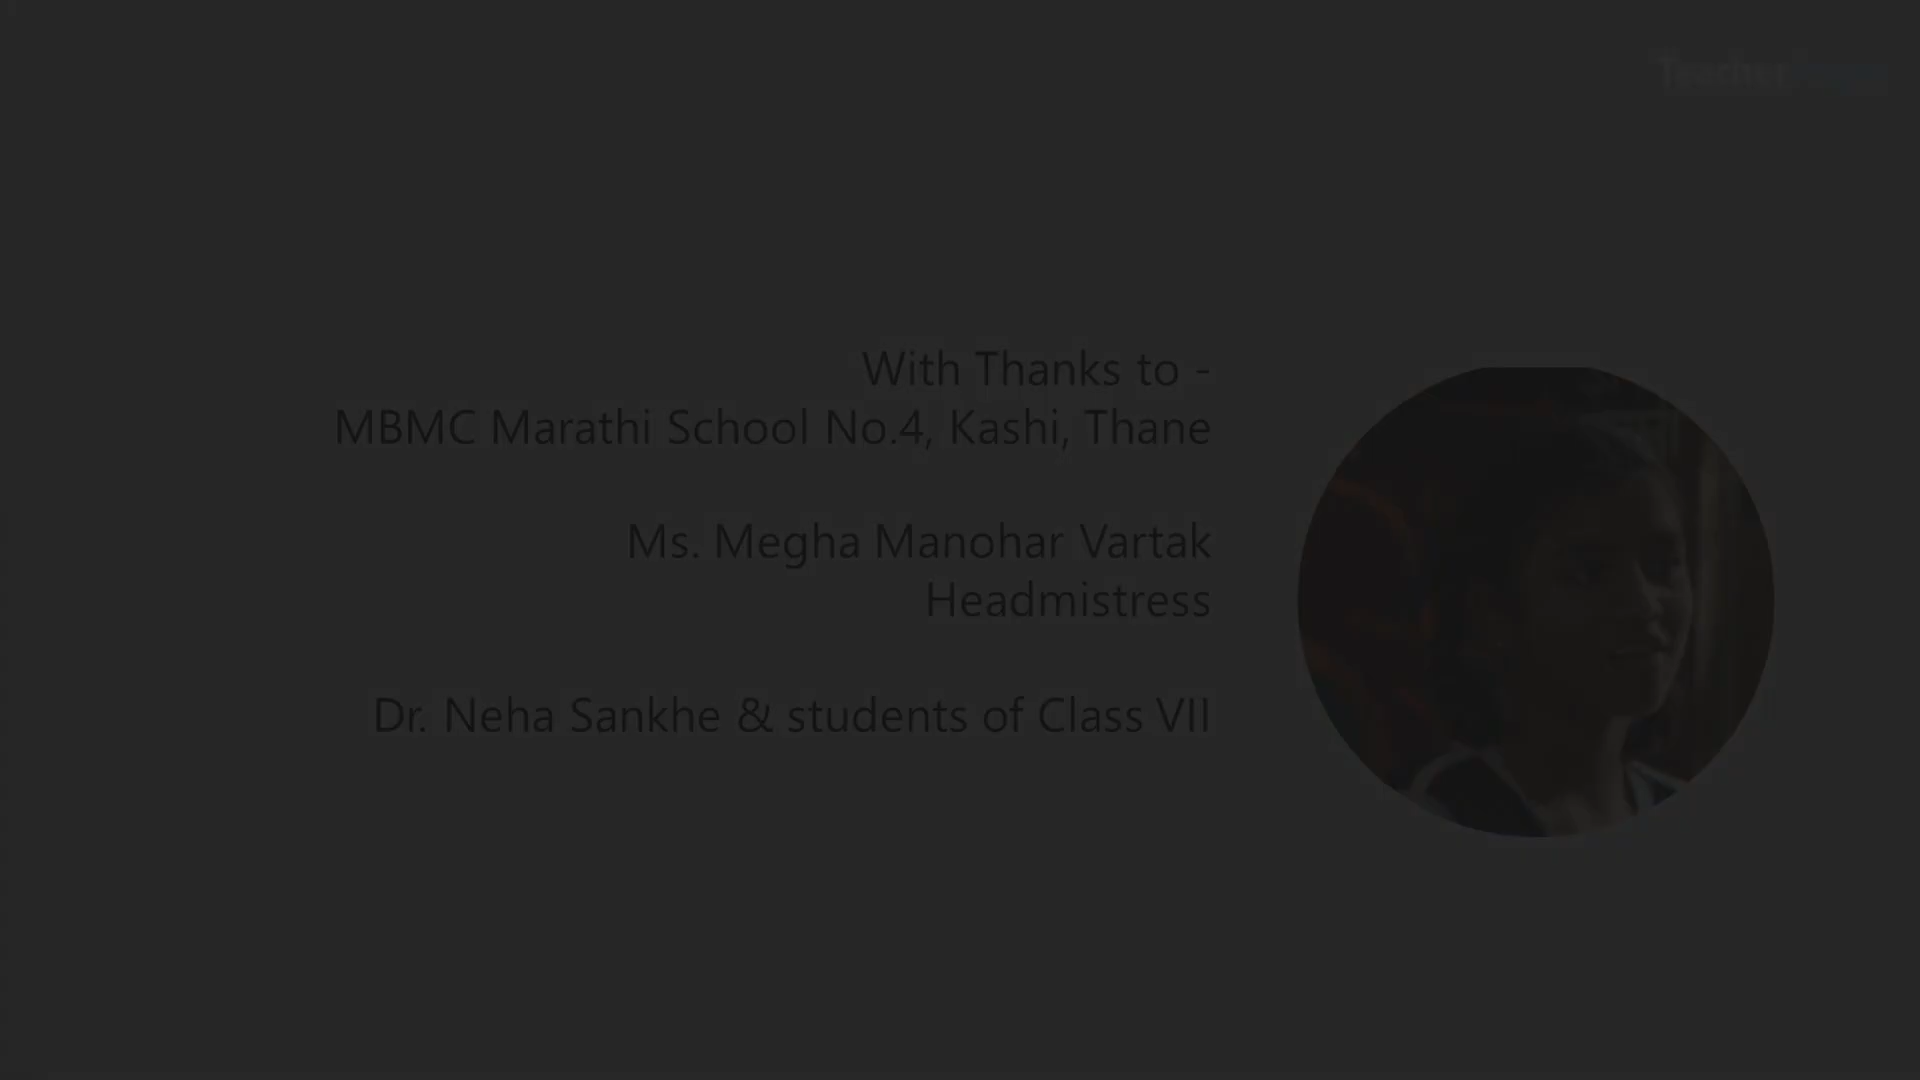 Teacher
With Thanks to -
MBMC Marathi School No.4, Kashi, Thane
Ms. Megha Manohar Vartak
Headmistress
Dr. Neha Sankhe & students of Class VII